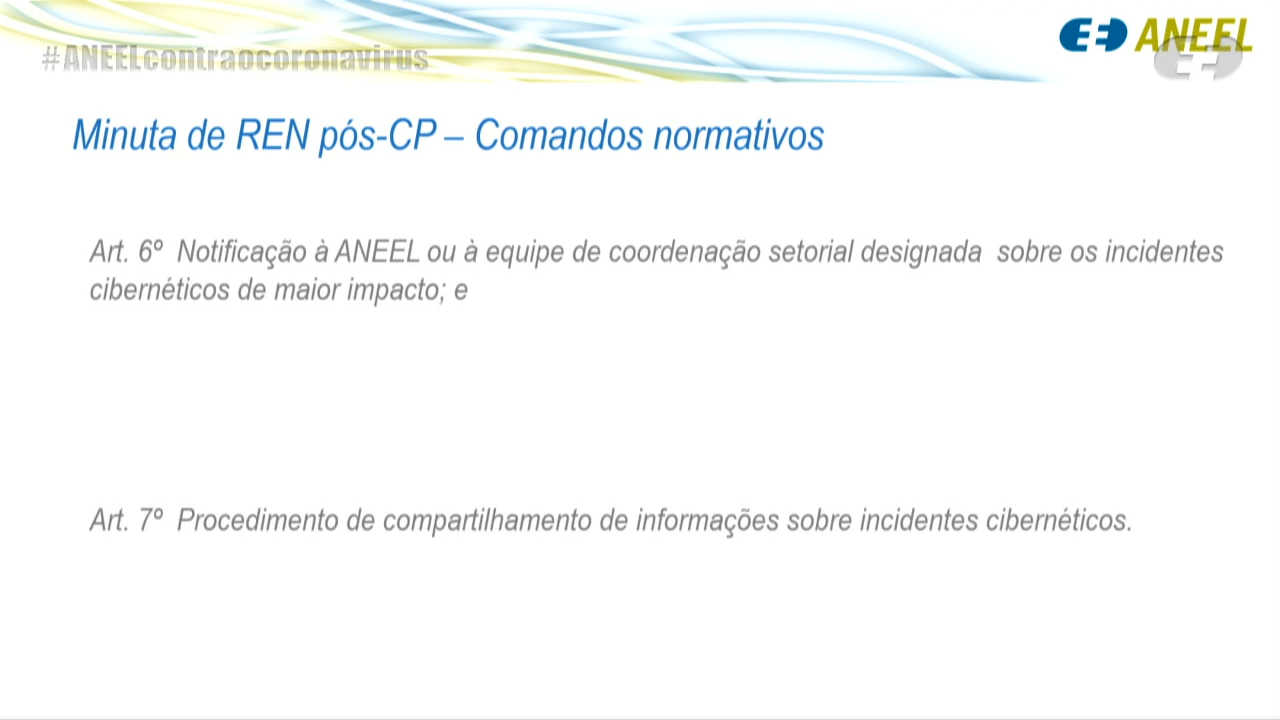 #ANEELcontraocoronavirus
ANEEL
Minuta de REN pós-CP – Comandos normativos
Art. 6º Notificação à ANEEL ou à equipe de coordenação setorial designada sobre os incidentes
cibernéticos de maior impacto; e
Art. 7º Procedimento de compartilhamento de informações sobre incidentes cibernéticos.